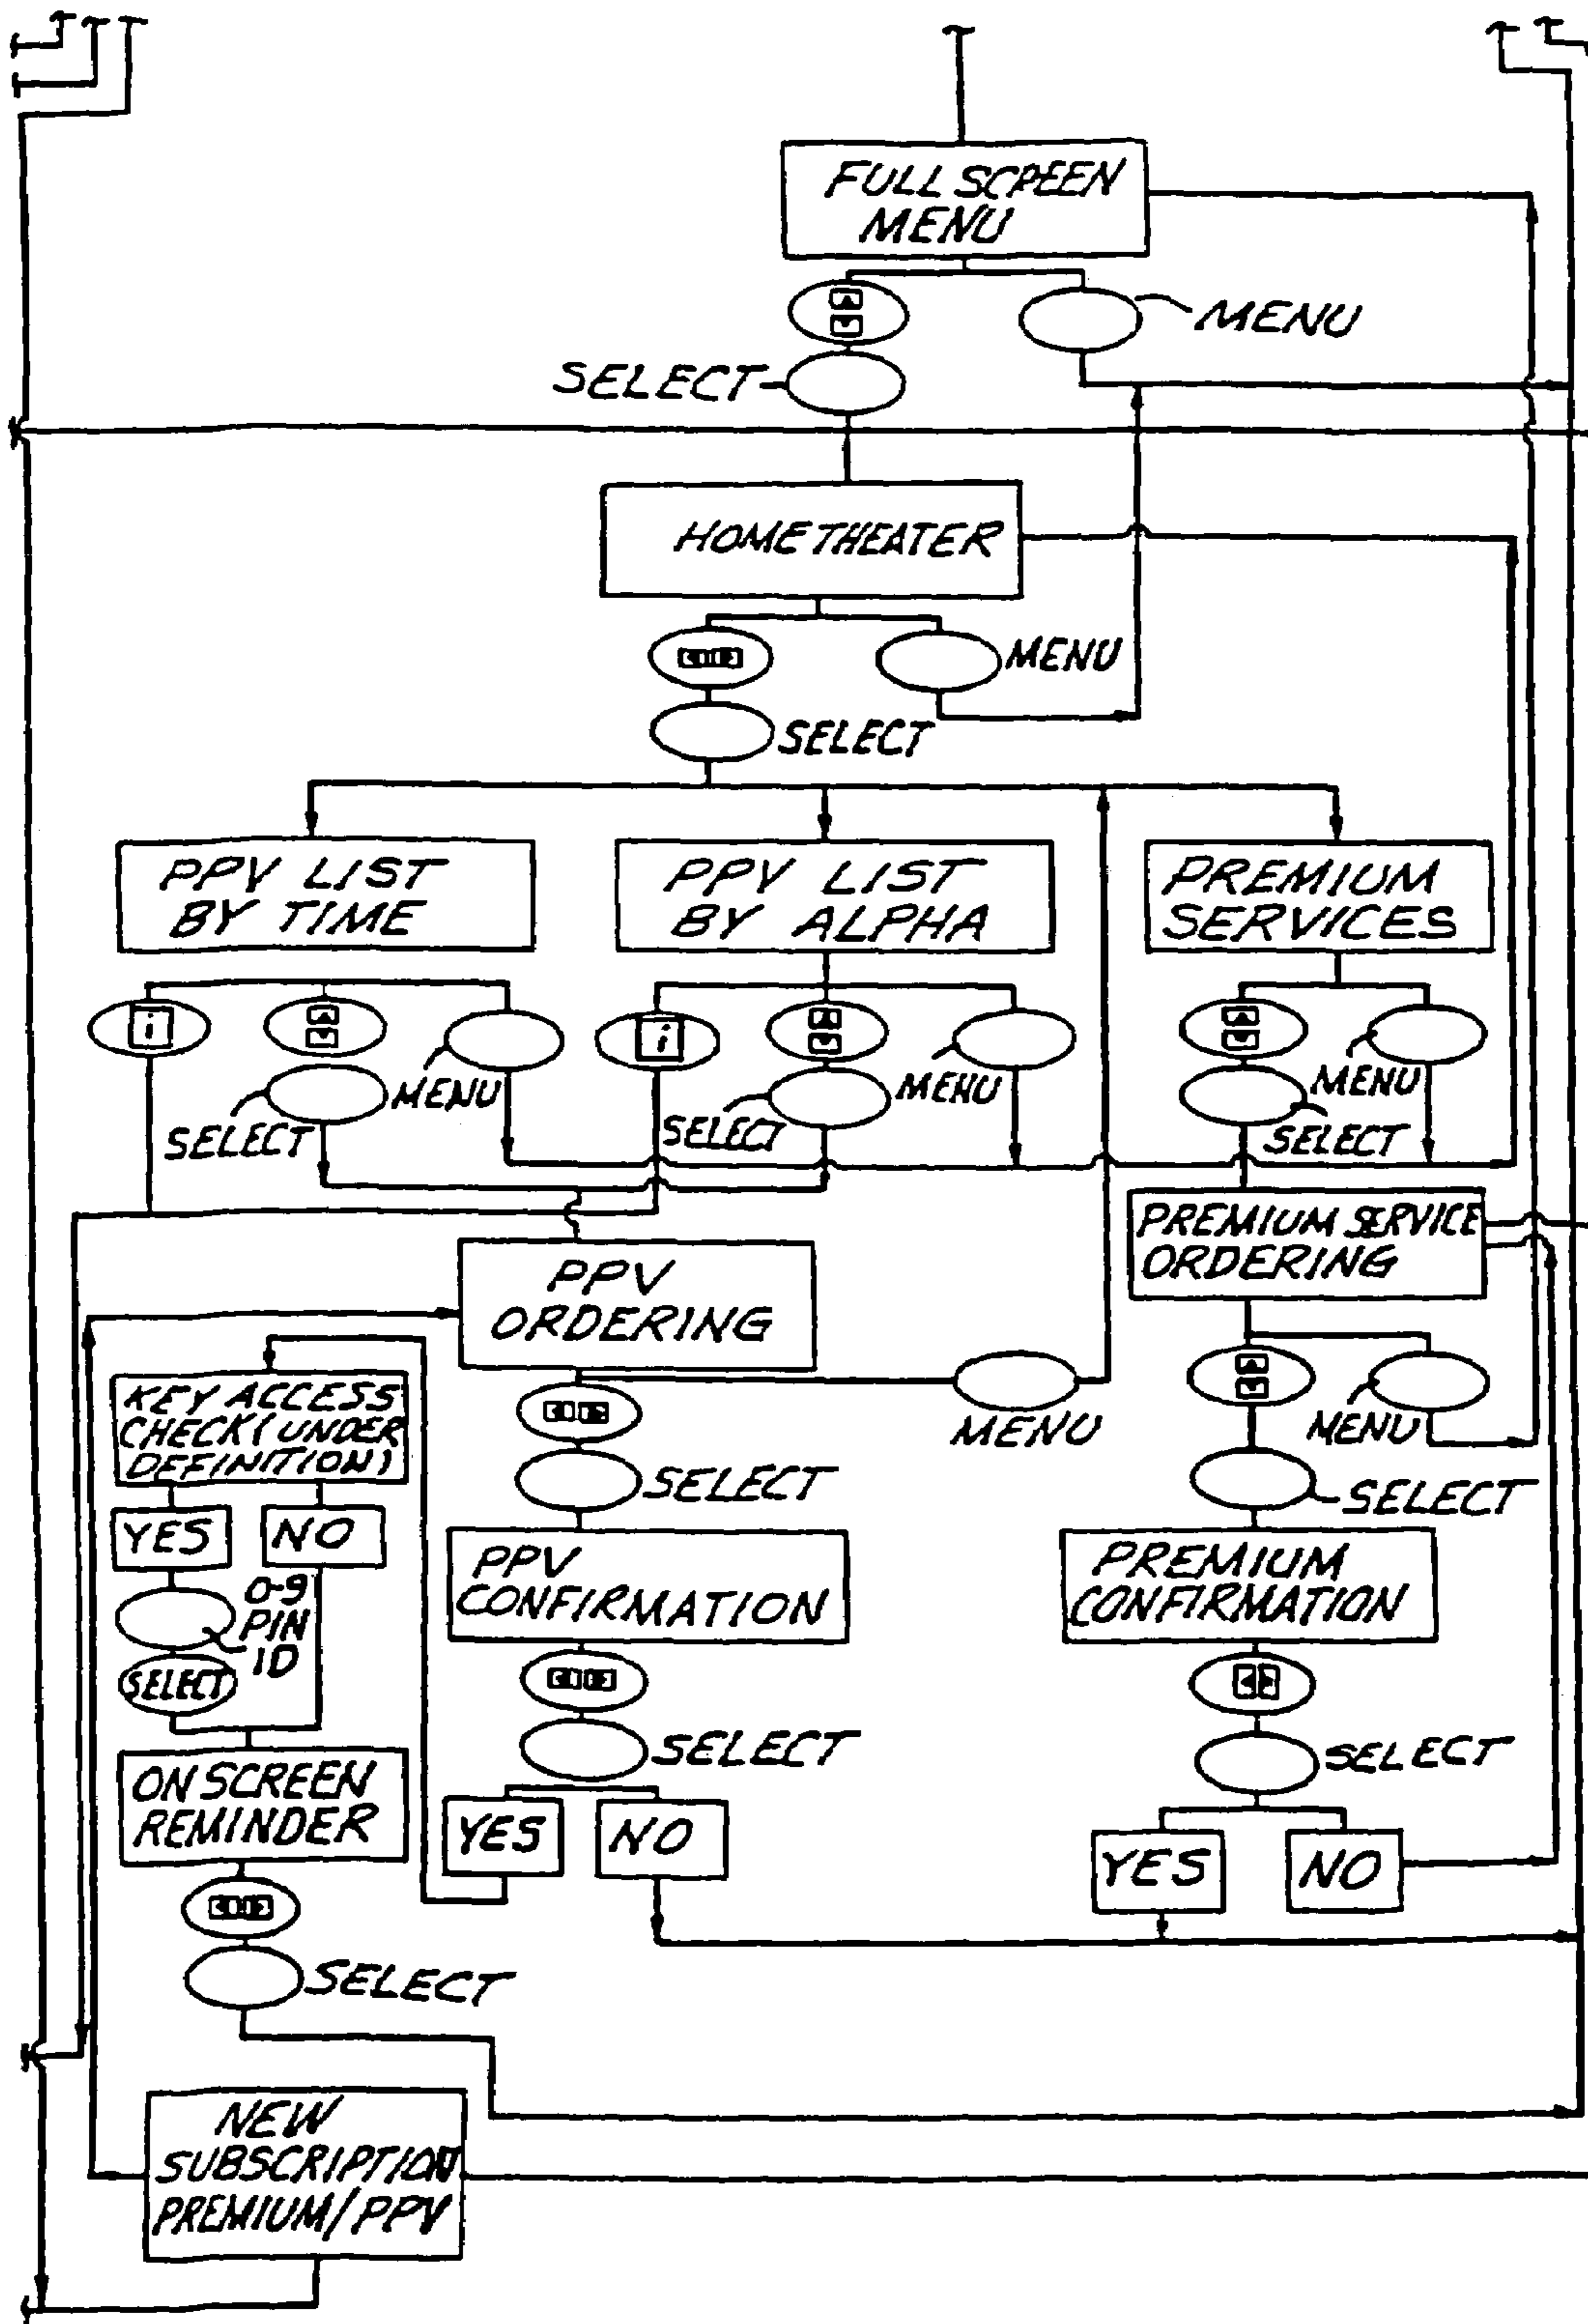 FULL SCREEN
MENU
MENU
SELECT
HOME THEATER
MENU
SELECT
PPV LIST
BY TIME
PPV LIST
BY ALPHA
PREMIUM
SERVICES
i
SELECT
MENU
i
SELECT
MENU
MENU
SELECT
PREMIUM SERVICE
ORDERING
PPV
ORDERING
MENU
SELECT
KEY ACCESS
CHECK (UNDER
DEFINITION)
YES
NO
0-9
PIN
ID
SELECT
MENU
SELECT
PPV
CONFIRMATION
PREMIUM
CONFIRMATION
SELECT
SELECT
ON SCREEN
REMINDER
YES
NO
YES
NO
SELECT
NEW
SUBSCRIPTION
PREMIUM/PPV